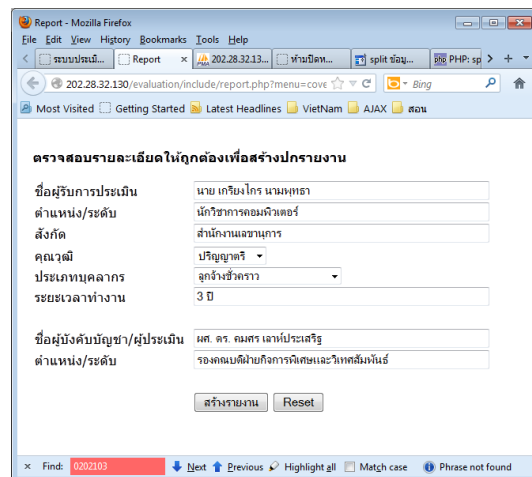 Report - Mozilla Firefox
File Edit View History Bookmarks Tools Help
ระบบประเมิ... Report × 202.28.32.13... ห้ามปิดท... split ข้อมู... PHP: sp
202.28.32.130/evaluation/include/report.php?menu=cove Bing
Most Visited Getting Started Latest Headlines VietNam AJAX สอน
ตรวจสอบรายละเอียดให้ถูกต้องเพื่อสร้างปกรายงาน
ชื่อผู้รับการประเมิน นาย เกรียงไกร นามพุทธา
ตำแหน่ง/ระดับ นักวิชาการคอมพิวเตอร์
สังกัด สำนักงานเลขานุการ
คุณวุฒิ ปริญญาตรี
ประเภทบุคลากร ลูกจ้างชั่วคราว
ระยะเวลาทำงาน 3 ปี
ชื่อผู้บังคับบัญชา/ผู้ประเมิน ผศ. ดร. คมศร เลาห์ประเสริฐ
ตำแหน่ง/ระดับ รองคณบดีฝ่ายกิจการพิเศษและวิเทศสัมพันธ์
สร้างรายงาน Reset
× Find: 0202103 Next Previous Highlight all Match case Phrase not found